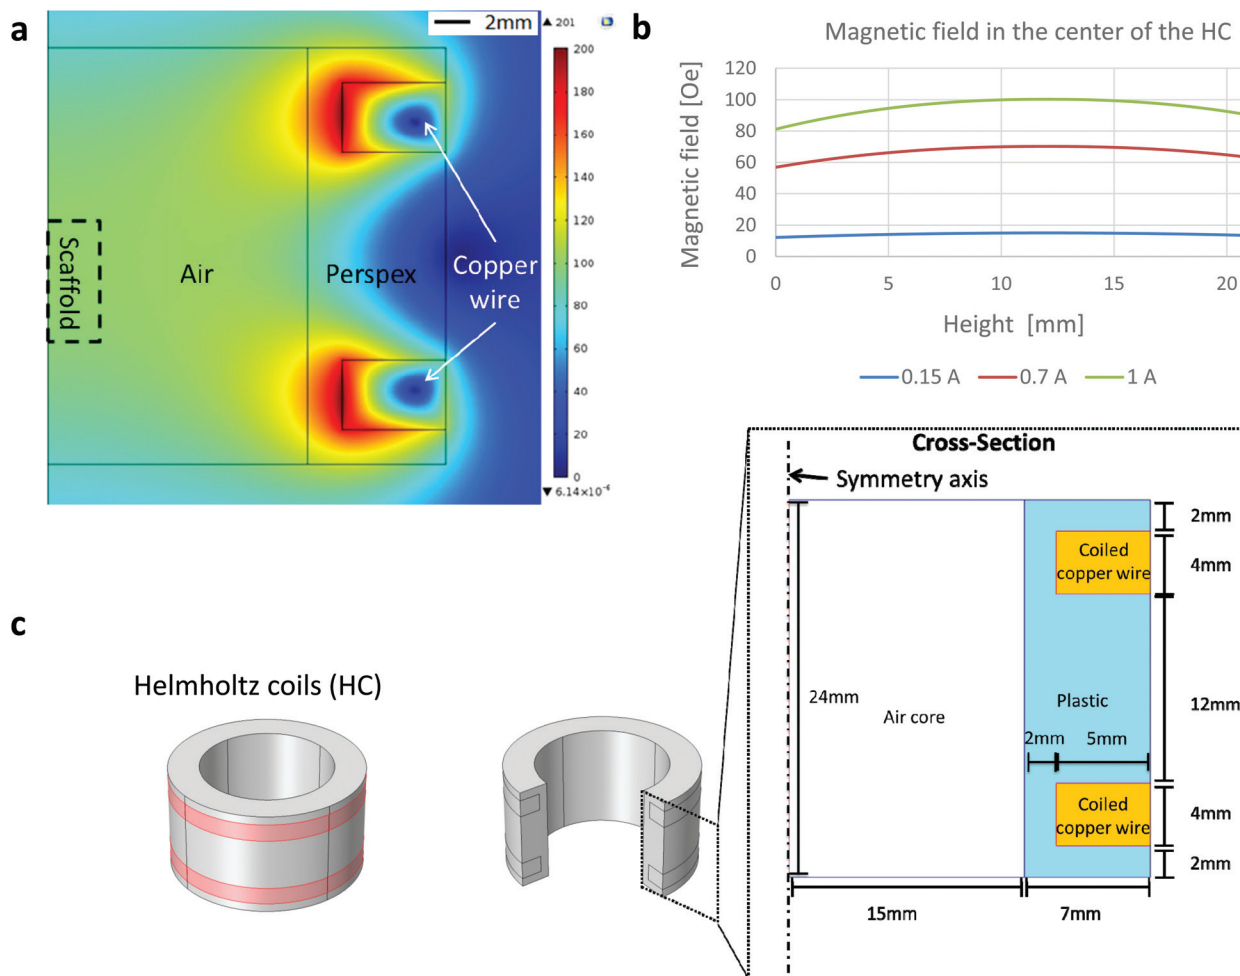 a
2mm
▲ 201
200
180
160
140
120
100
80
60
40
20
0
▼ 6.14×10⁻⁶
Scaffold
Air
Perspex
Copper
wire
b
Magnetic field in the center of the HC
Magnetic field [Oe]
120
100
80
60
40
20
0
0
5
10
15
20
Height [mm]
0.15 A
0.7 A
1 A
c
Helmholtz coils (HC)
Cross-Section
Symmetry axis
24mm
Air core
Coiled
copper wire
Plastic
2mm
5mm
Coiled
copper wire
2mm
4mm
12mm
4mm
2mm
15mm
7mm